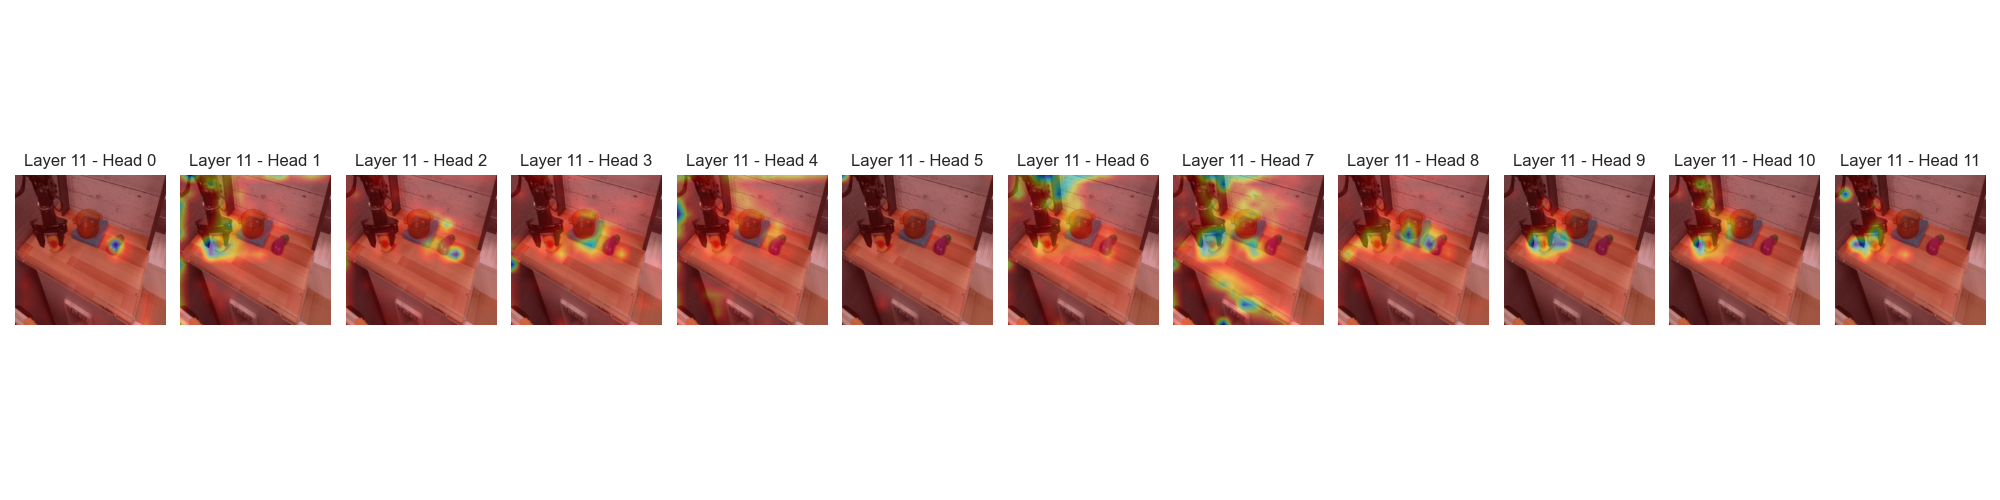 Layer 11 - Head 0
Layer 11 - Head 1
Layer 11 - Head 2
Layer 11 - Head 3
Layer 11 - Head 4
Layer 11 - Head 5
Layer 11 - Head 6
Layer 11 - Head 7
Layer 11 - Head 8
Layer 11 - Head 9
Layer 11 - Head 10
Layer 11 - Head 11